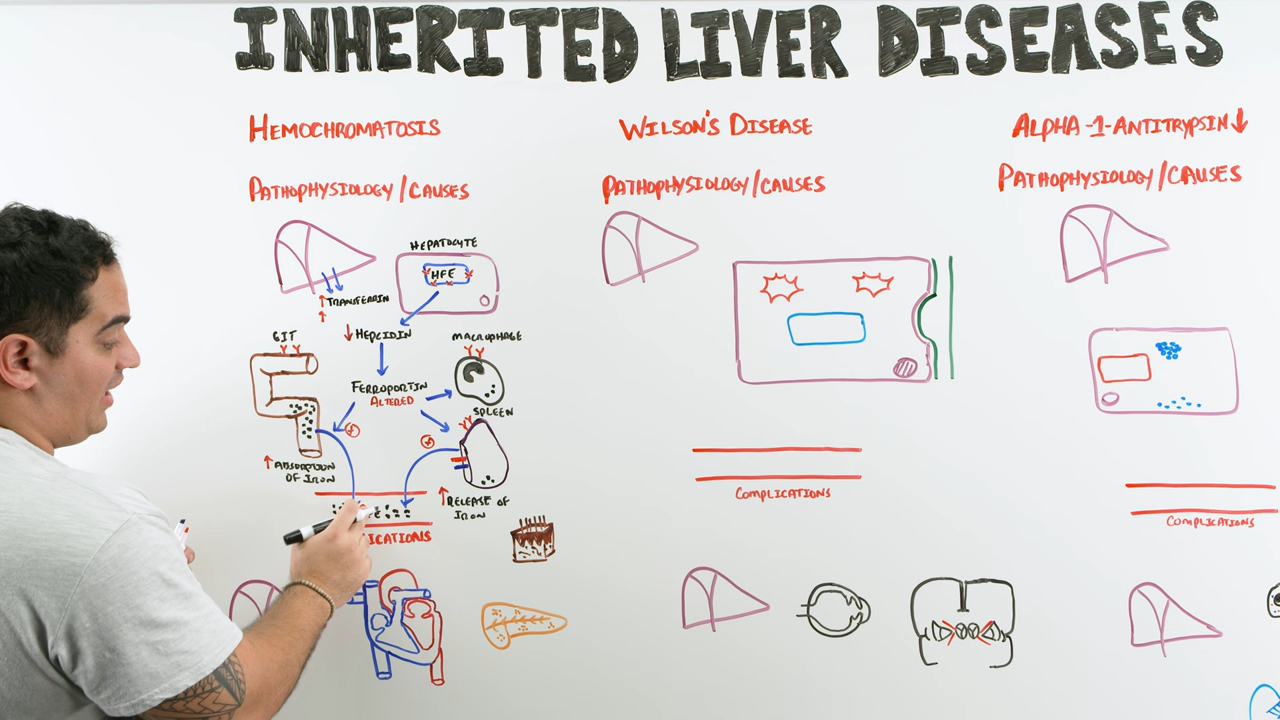 INHERITED LIVER DISEASES
HEMOCHROMATOSIS
PATHOPHYSIOLOGY/CAUSES
HEPATOCYTE
HFE
↑TRANSFERRIN
↑
↓HEPCIDIN
GIT
MACROPHAGE
FERROPORTIN
ALTERED
SPLEEN
↑ABSORPTION
OF IRON
↑RELEASE OF
IRON
WILSON'S DISEASE
PATHOPHYSIOLOGY/CAUSES
COMPLICATIONS
ALPHA-1-ANTITRYPSIN↓
PATHOPHYSIOLOGY/CAUSES
COMPLICATIONS